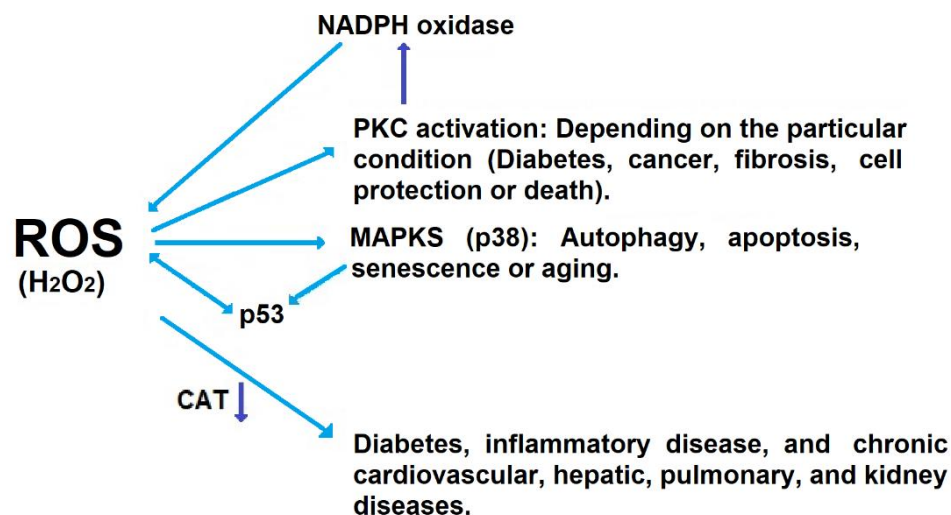 NADPH oxidase
PKC activation: Depending on the particular
condition (Diabetes, cancer, fibrosis, cell
protection or death).
ROS
(H2O2)
MAPKS (p38): Autophagy, apoptosis,
senescence or aging.
p53
CAT
Diabetes, inflammatory disease, and chronic
cardiovascular, hepatic, pulmonary, and kidney
diseases.